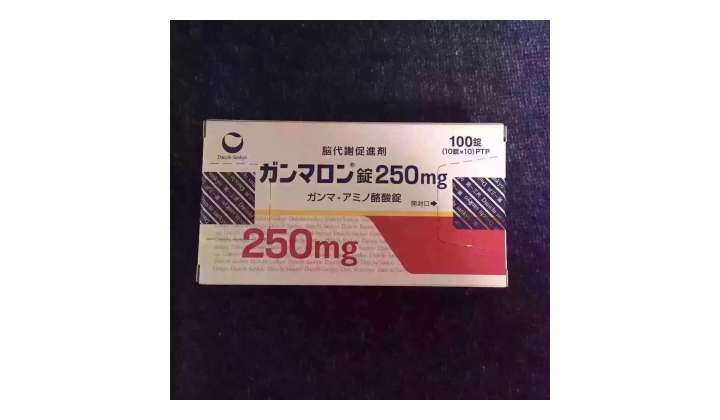 Daiichi-Sankyo
脳代謝促進剤
100錠
(10錠×10)PTP
ガンマロン®錠250mg
ガンマ-アミノ酪酸錠
開封口➡
250mg